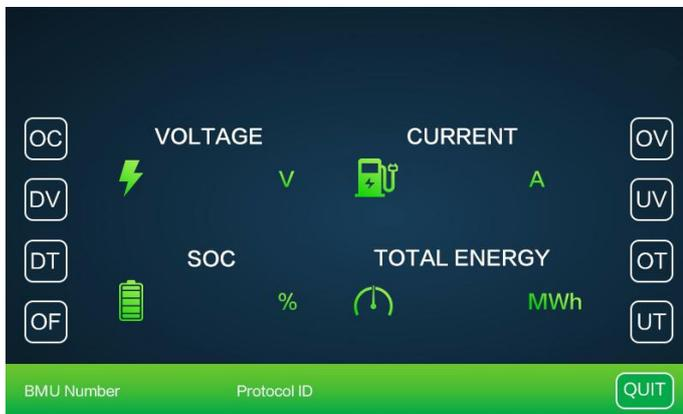 OC VOLTAGE CURRENT OV
V A
DV UV
DT SOC TOTAL ENERGY OT
% MWh
OF UT
BMU Number Protocol ID QUIT